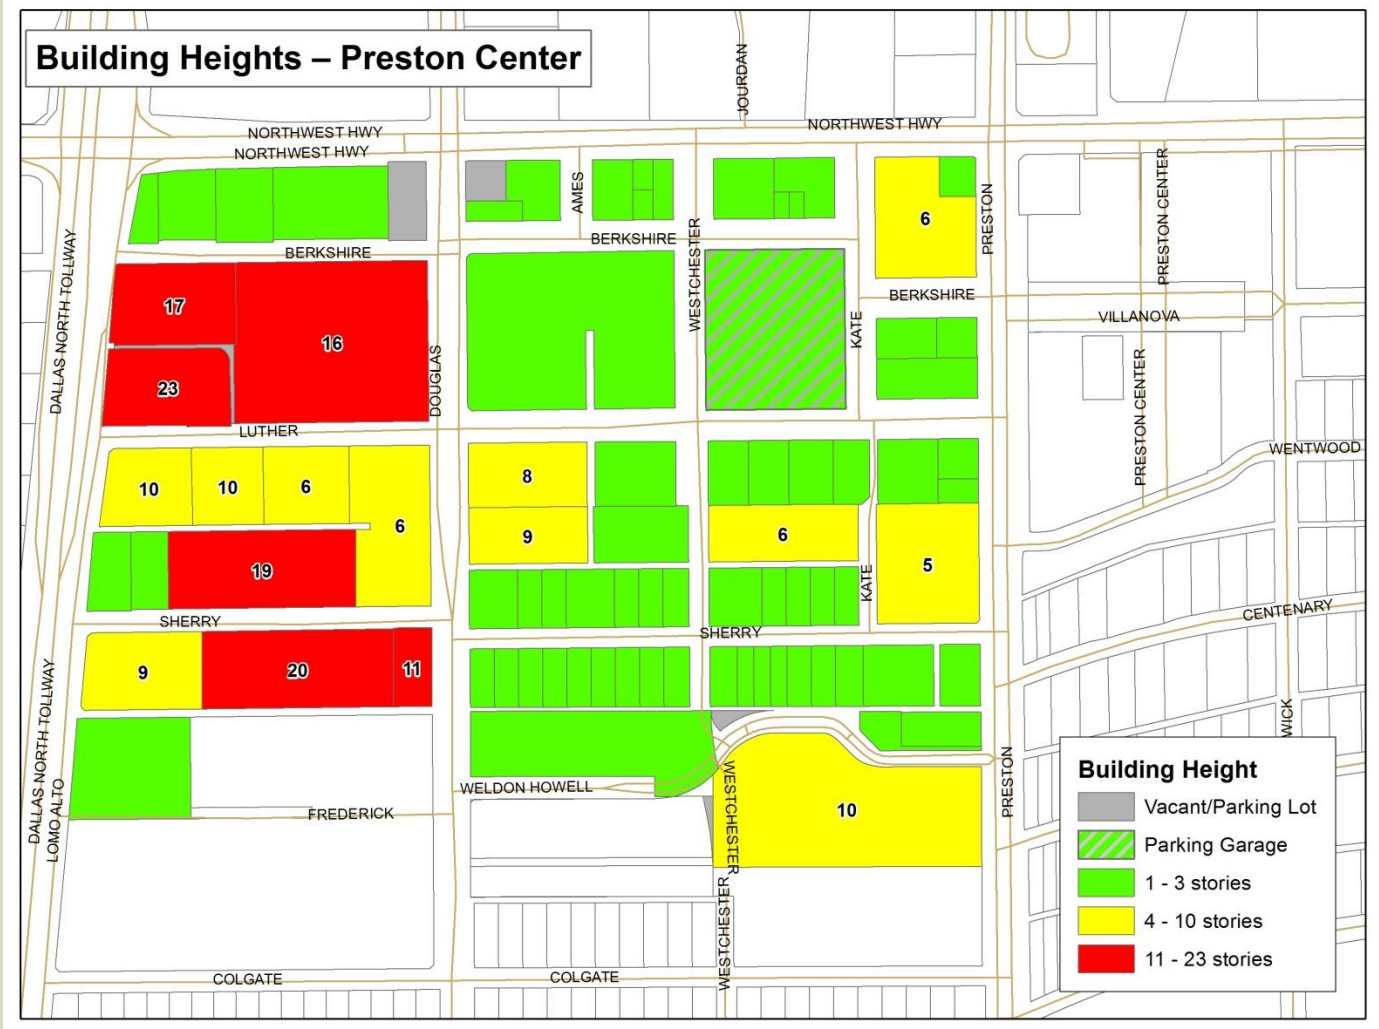 Building Heights – Preston Center
JOURDAN
NORTHWEST HWY
NORTHWEST HWY
NORTHWEST HWY
AMES
PRESTON
PRESTON CENTER
6
DALLAS NORTH TOLLWAY
BERKSHIRE
BERKSHIRE
WESTCHESTER
BERKSHIRE
17
16
KATE
VILLANOVA
23
DOUGLAS
PRESTON CENTER
LUTHER
WENTWOOD
10
10
6
6
8
9
6
5
19
KATE
CENTENARY
SHERRY
SHERRY
9
20
11
DALLAS NORTH TOLLWAY
LOMO ALTO
WICK
WELDON HOWELL
WESTCHESTER
PRESTON
FREDERICK
10
WESTCHESTER
COLGATE
COLGATE
Building Height
Vacant/Parking Lot
Parking Garage
1 - 3 stories
4 - 10 stories
11 - 23 stories